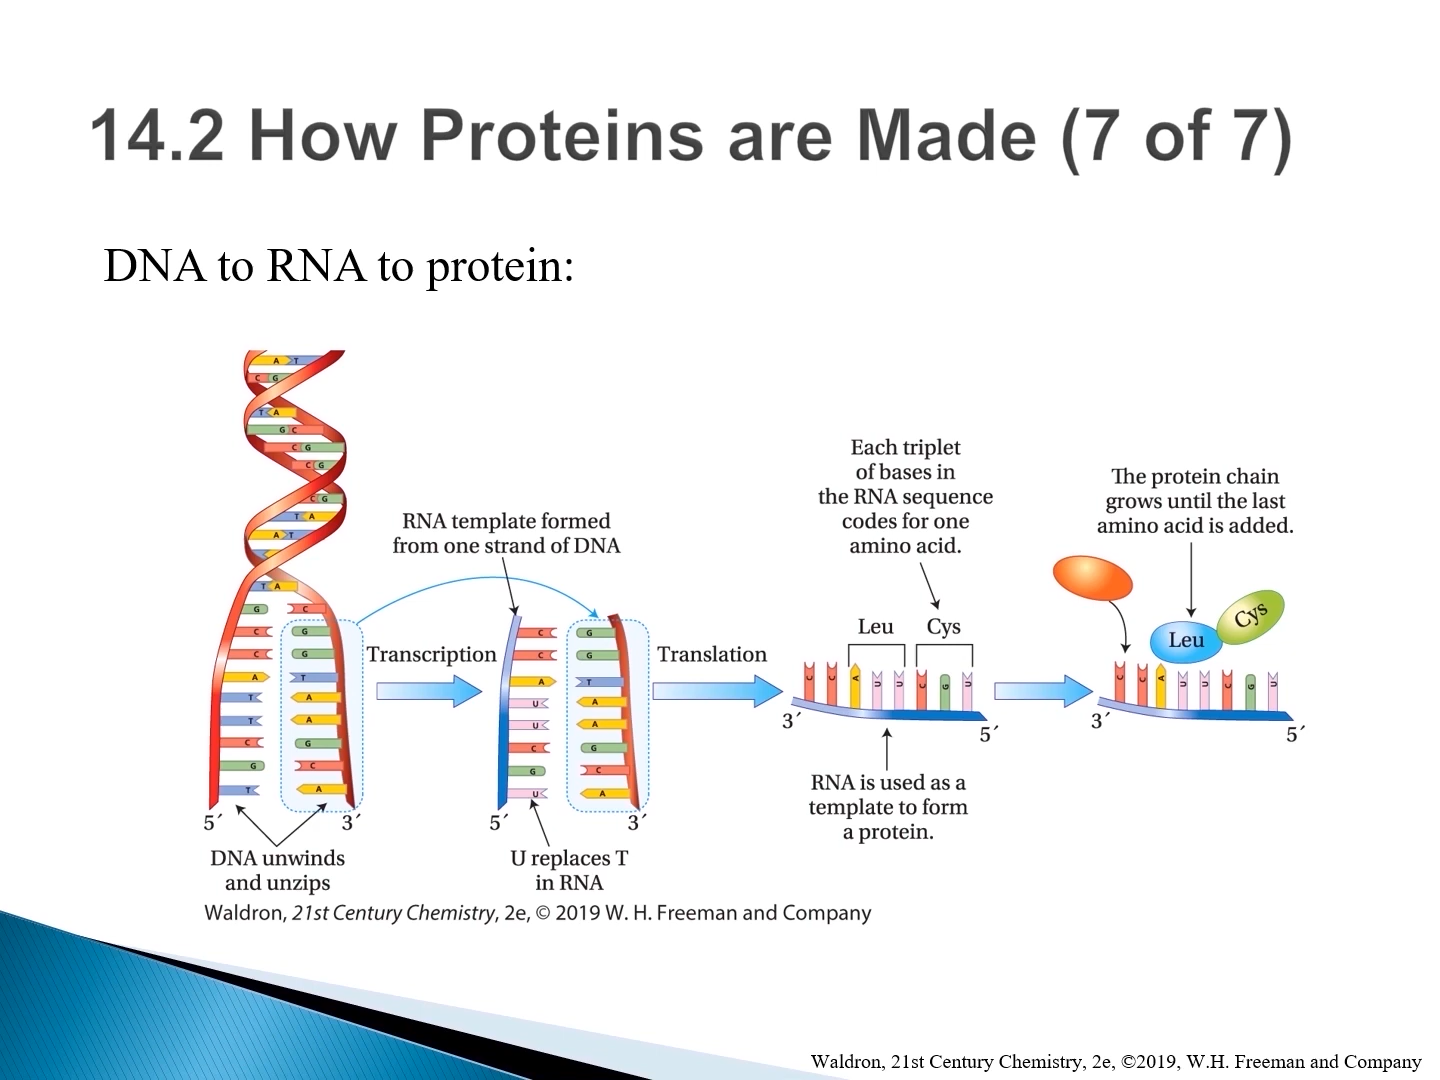 14.2 How Proteins are Made (7 of 7)
DNA to RNA to protein:
A T
C G
T A
G C
C G
C G
C G
T A
A T
T A
G C
C G
C G
A T
T A
T A
C G
G C
T A
5′ 3′
DNA unwinds
and unzips
Transcription
RNA template formed
from one strand of DNA
C G
C G
A T
U A
U A
C G
G C
U A
5′ 3′
U replaces T
in RNA
Translation
Each triplet
of bases in
the RNA sequence
codes for one
amino acid.
Leu Cys
C C A U U C G U
3′ 5′
RNA is used as a
template to form
a protein.
The protein chain
grows until the last
amino acid is added.
Leu Cys
C C A U U C G U
3′ 5′
Waldron, 21st Century Chemistry, 2e, © 2019 W. H. Freeman and Company
Waldron, 21st Century Chemistry, 2e, ©2019, W.H. Freeman and Company